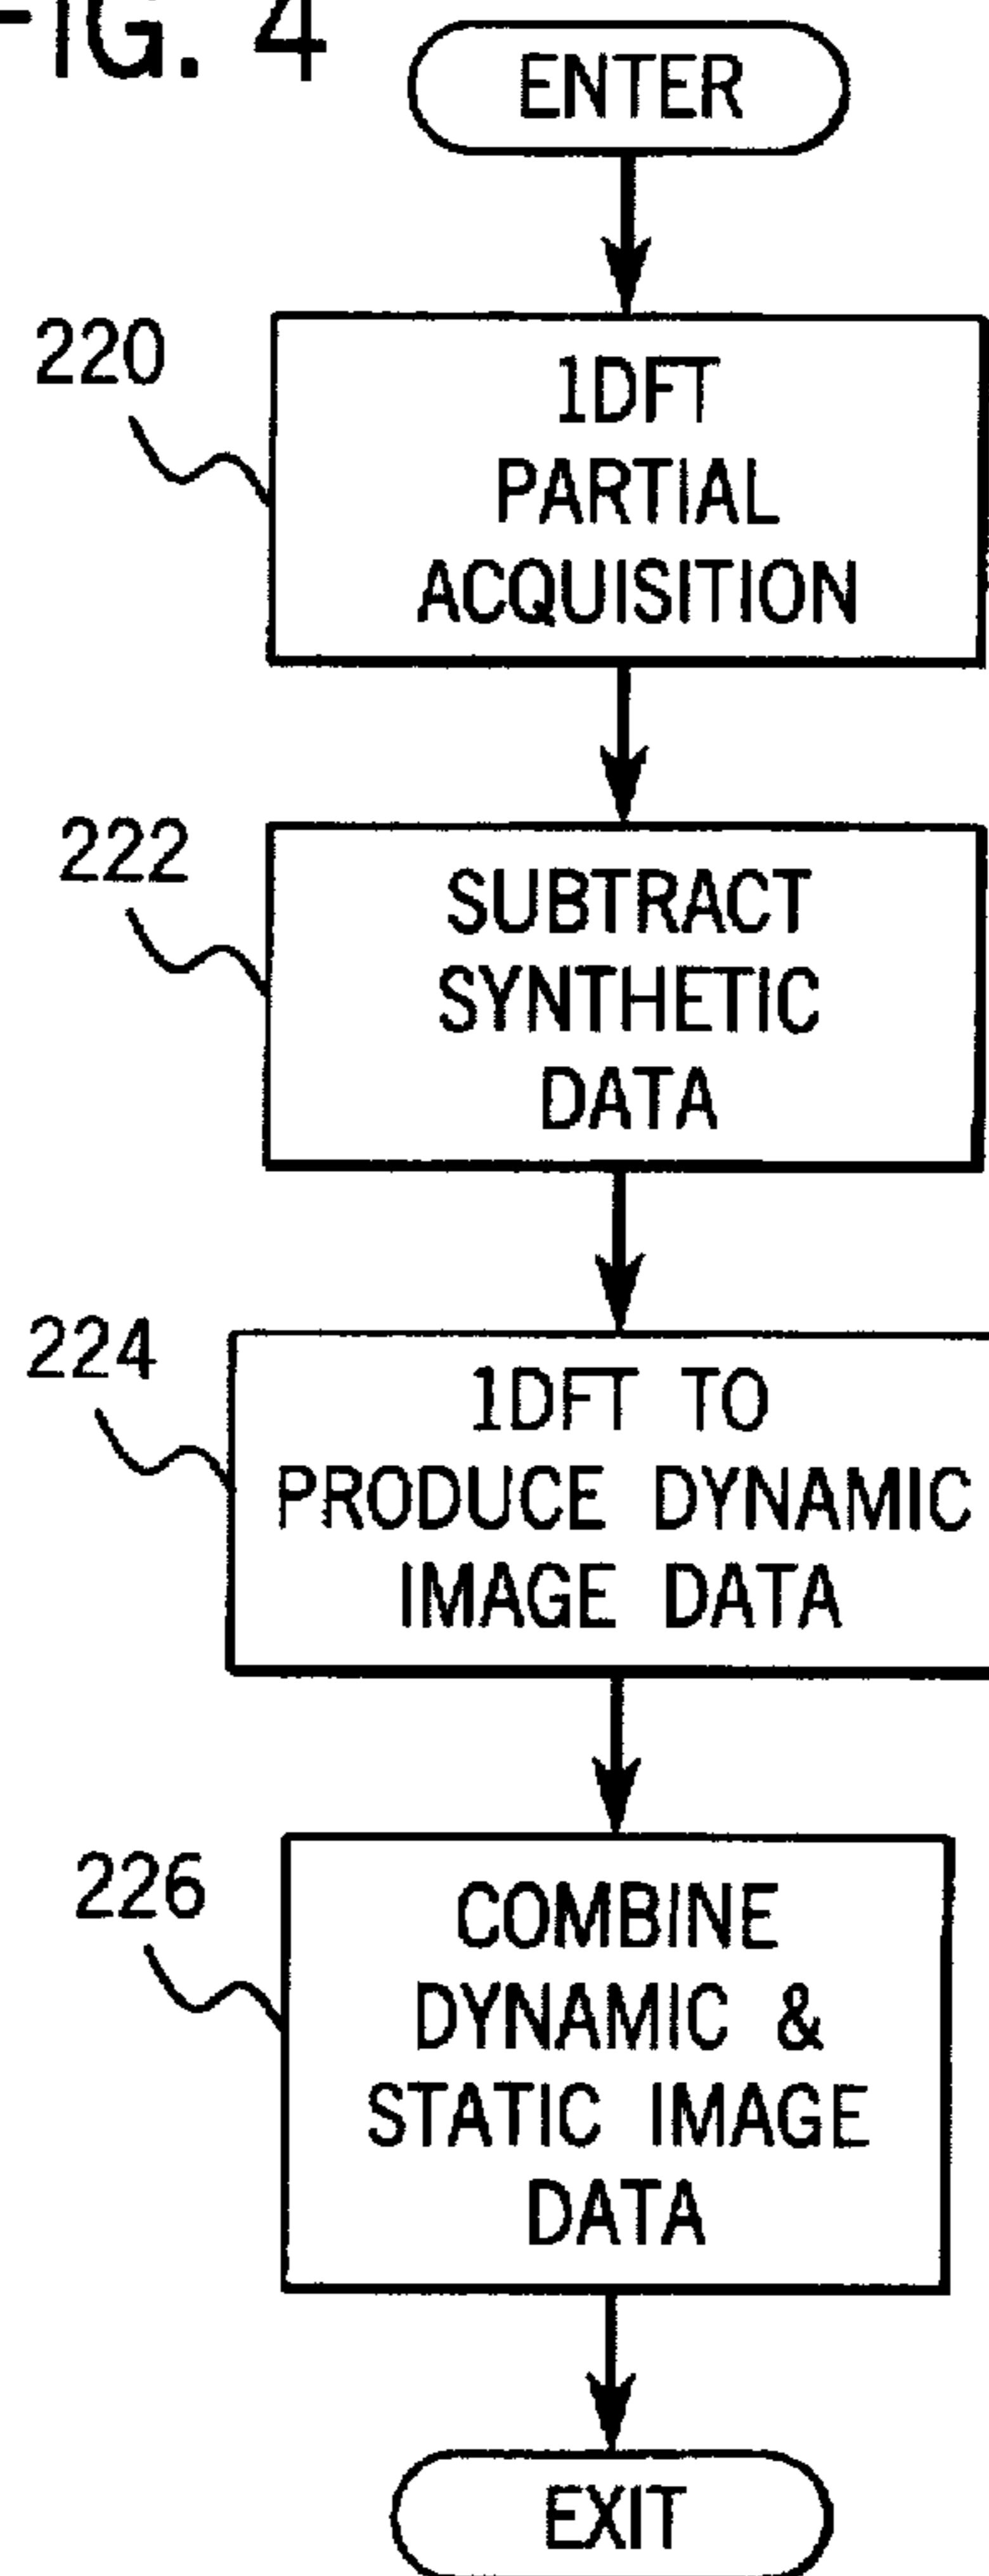 FIG. 4
ENTER
220
1DFT
PARTIAL
ACQUISITION
222
SUBTRACT
SYNTHETIC
DATA
224
1DFT TO
PRODUCE DYNAMIC
IMAGE DATA
226
COMBINE
DYNAMIC &
STATIC IMAGE
DATA
EXIT